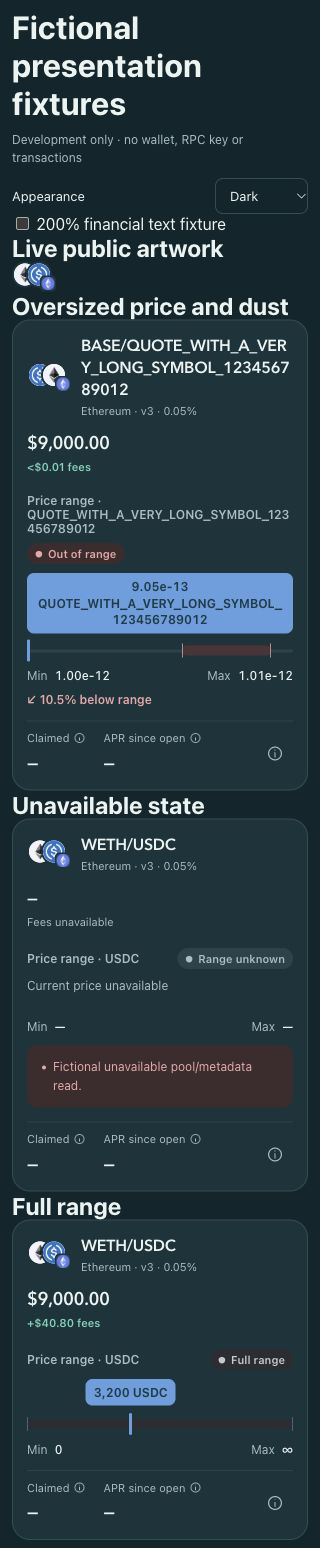 Fictional
presentation
fixtures
Development only · no wallet, RPC key or
transactions
Appearance
Dark
200% financial text fixture
Live public artwork
Oversized price and dust
BASE/QUOTE_WITH_A_VER
Y_LONG_SYMBOL_1234567
89012
Ethereum · v3 · 0.05%
$9,000.00
<$0.01 fees
Price range ·
QUOTE_WITH_A_VERY_LONG_SYMBOL_123
456789012
Out of range
9.05e-13
QUOTE_WITH_A_VERY_LONG_SYMBOL_
123456789012
Min 1.00e-12
Max 1.01e-12
↙ 10.5% below range
Claimed
APR since open
—
—
Unavailable state
WETH/USDC
Ethereum · v3 · 0.05%
—
Fees unavailable
Price range · USDC
Range unknown
Current price unavailable
Min —
Max —
• Fictional unavailable pool/metadata
read.
Claimed
APR since open
—
—
Full range
WETH/USDC
Ethereum · v3 · 0.05%
$9,000.00
+$40.80 fees
Price range · USDC
Full range
3,200 USDC
Min 0
Max ∞
Claimed
APR since open
—
—